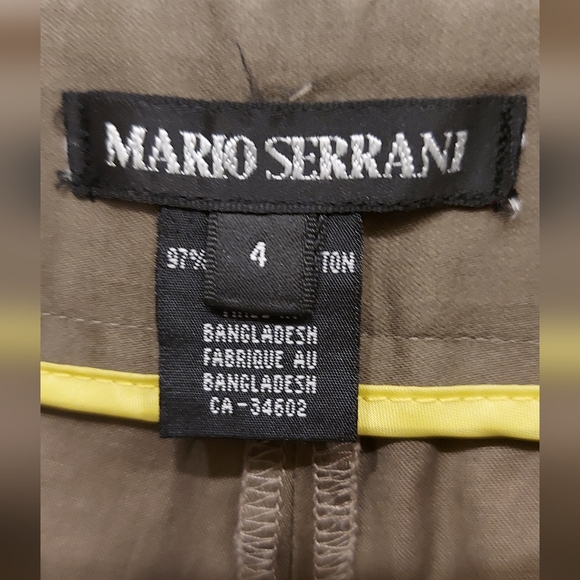 MARIO SERRANI
4
97% TON
BANGLADESH
FABRIQUE AU
BANGLADESH
CA-34602